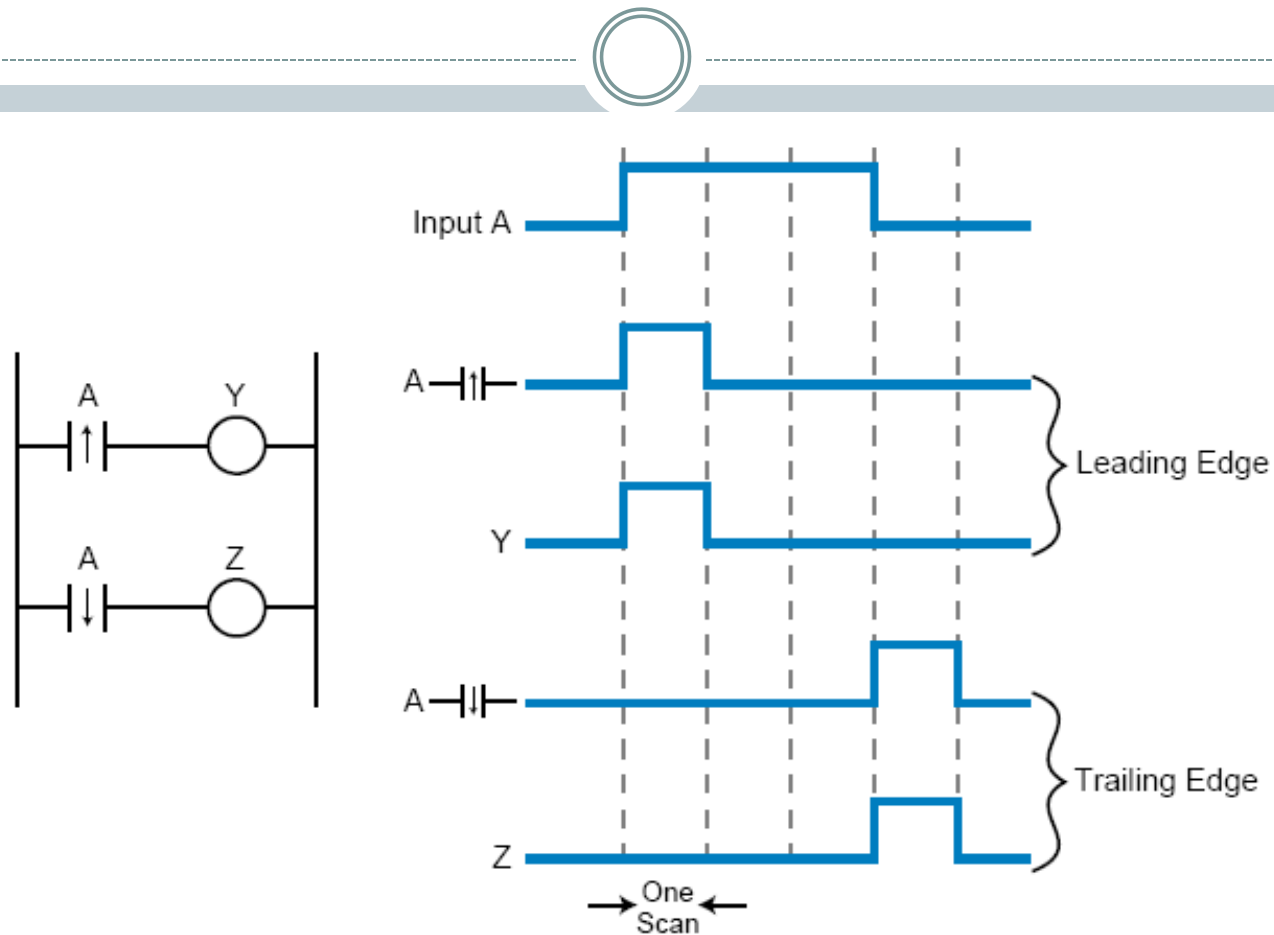 Input A
A
Leading Edge
Y
A
Trailing Edge
Z
One
Scan
A Y
A Z